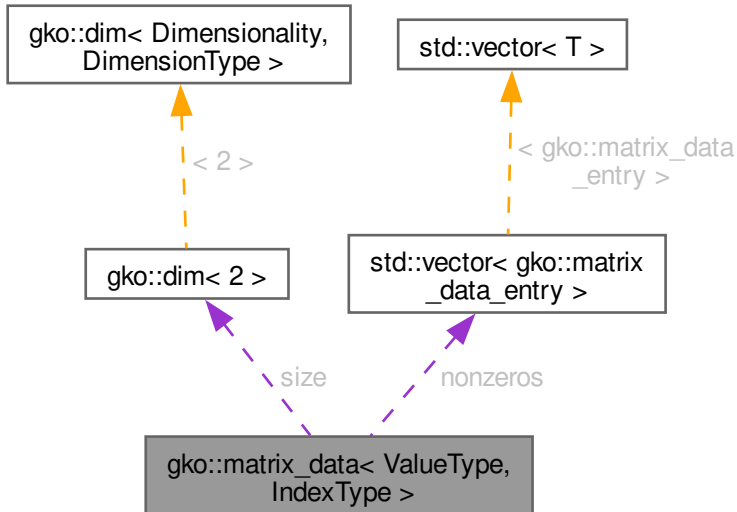 gko::dim< Dimensionality,
DimensionType >
std::vector< T >
< 2 >
< gko::matrix_data
_entry >
gko::dim< 2 >
std::vector< gko::matrix
_data_entry >
size
nonzeros
gko::matrix_data< ValueType,
IndexType >